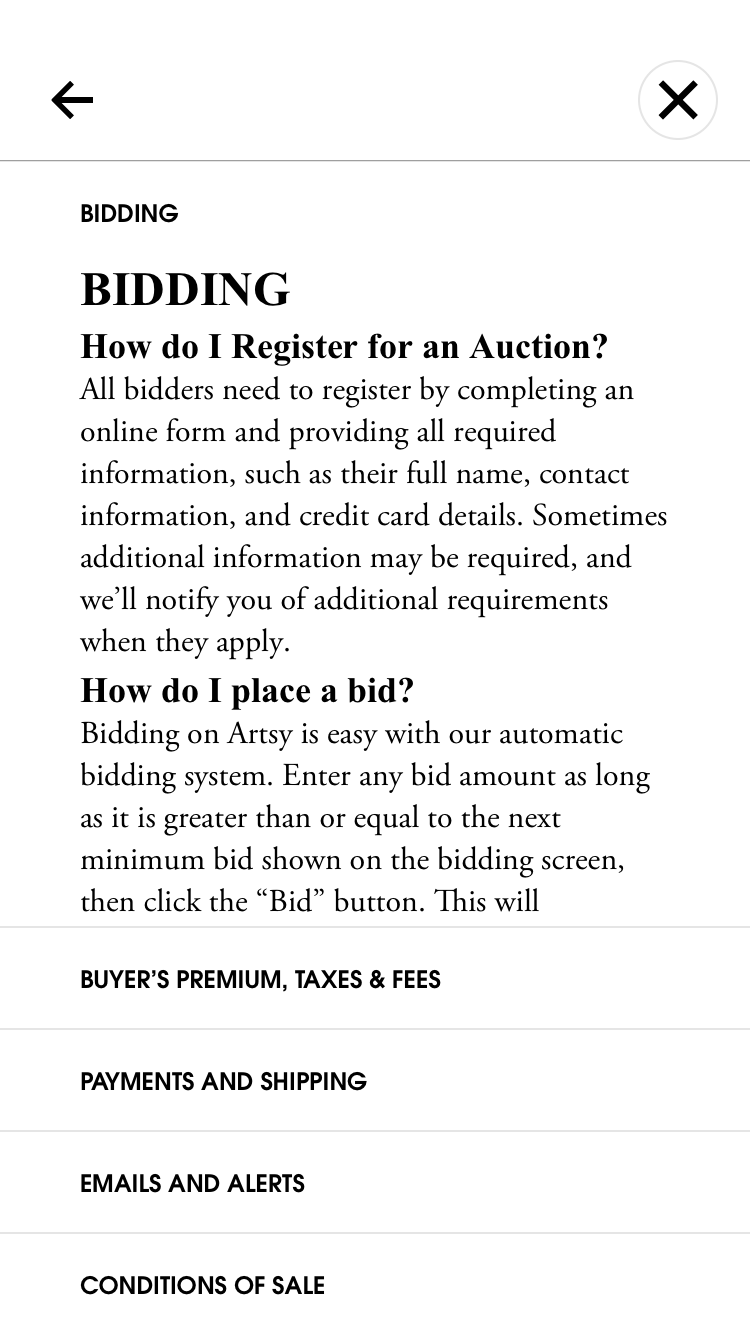 BIDDING
BIDDING
How do I Register for an Auction?
All bidders need to register by completing an
online form and providing all required
information, such as their full name, contact
information, and credit card details. Sometimes
additional information may be required, and
we’ll notify you of additional requirements
when they apply.
How do I place a bid?
Bidding on Artsy is easy with our automatic
bidding system. Enter any bid amount as long
as it is greater than or equal to the next
minimum bid shown on the bidding screen,
then click the “Bid” button. This will
BUYER’S PREMIUM, TAXES & FEES
PAYMENTS AND SHIPPING
EMAILS AND ALERTS
CONDITIONS OF SALE